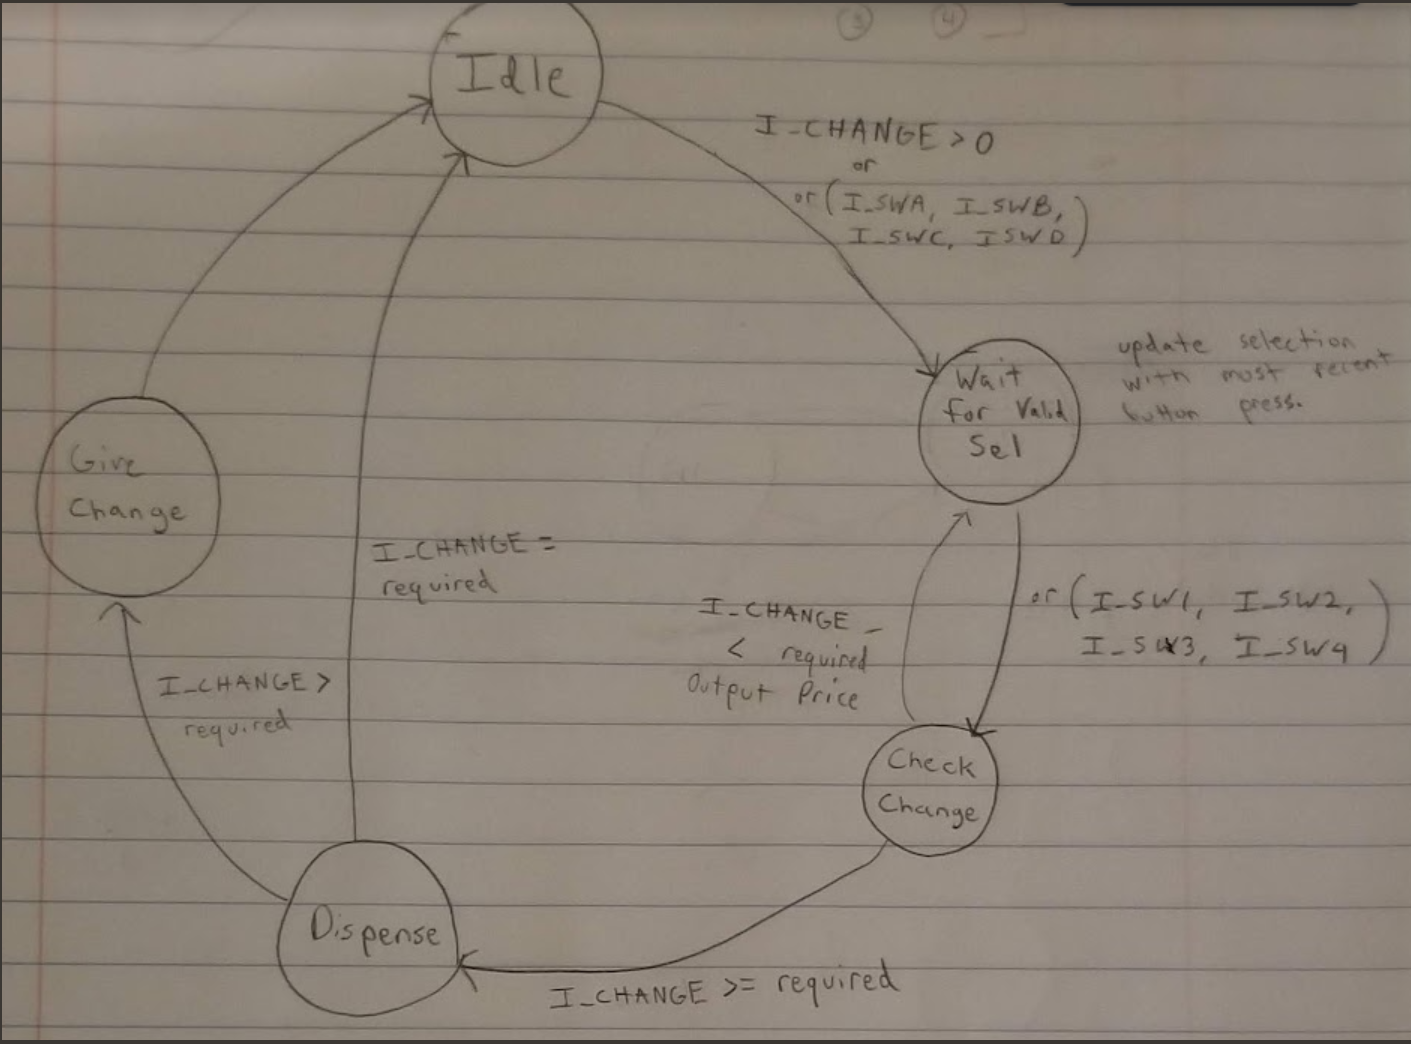 3 4
Idle
I_CHANGE > 0
or
or (I_SWA, I_SWB,
I_SWC, ISWD)
Wait
for Valid
Sel
update selection
with most recent
button press.
Give
Change
I_CHANGE =
required
or (I_SW1, I_SW2,
I_SW3, I_SW4)
I_CHANGE
< required
Output Price
I_CHANGE >
required
Check
Change
Dispense
I_CHANGE >= required